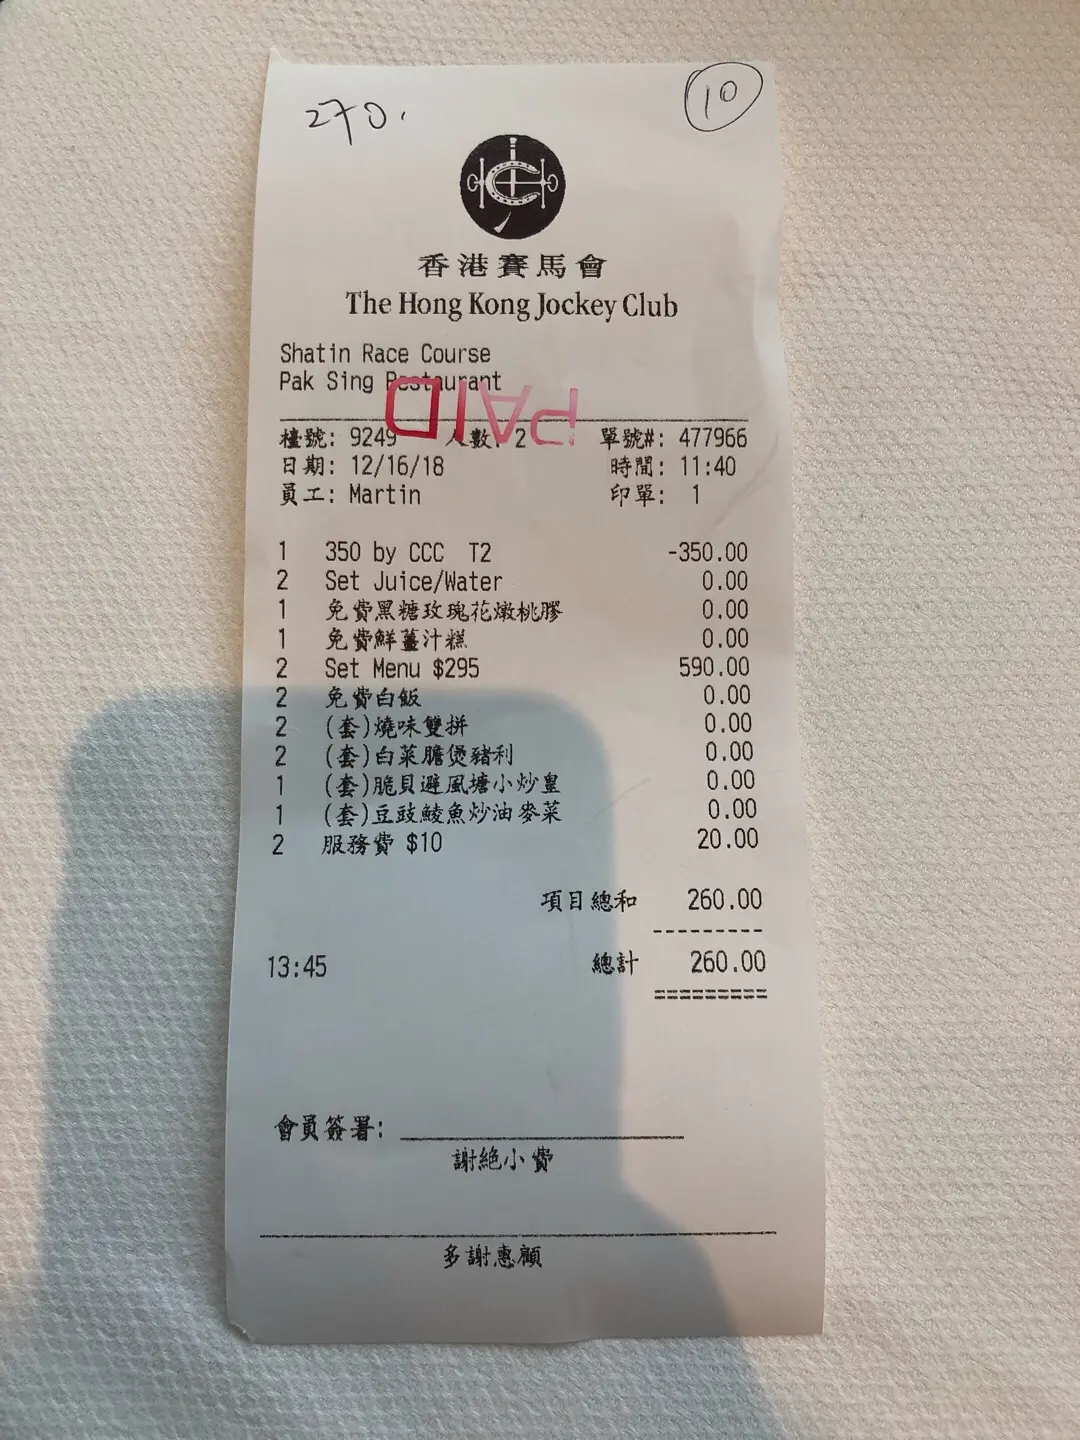 270.
10
香港賽馬會
The Hong Kong Jockey Club
Shatin Race Course
Pak Sing Restaurant
PAID
檯號: 9249 人數: 2 單號#: 477966
日期: 12/16/18 時間: 11:40
員工: Martin 印單: 1
1 350 by CCC T2 -350.00
2 Set Juice/Water 0.00
1 免費黑糖玫瑰花燉桃膠 0.00
1 免費鮮薑汁糕 0.00
2 Set Menu $295 590.00
2 免費白飯 0.00
2 (套)燒味雙拼 0.00
2 (套)白菜膽煲豬利 0.00
1 (套)脆貝避風塘小炒皇 0.00
1 (套)豆豉鯪魚炒油麥菜 0.00
2 服務費 $10 20.00
項目總和 260.00
---------
13:45 總計 260.00
=========
會員簽署:
謝絕小費
多謝惠顧